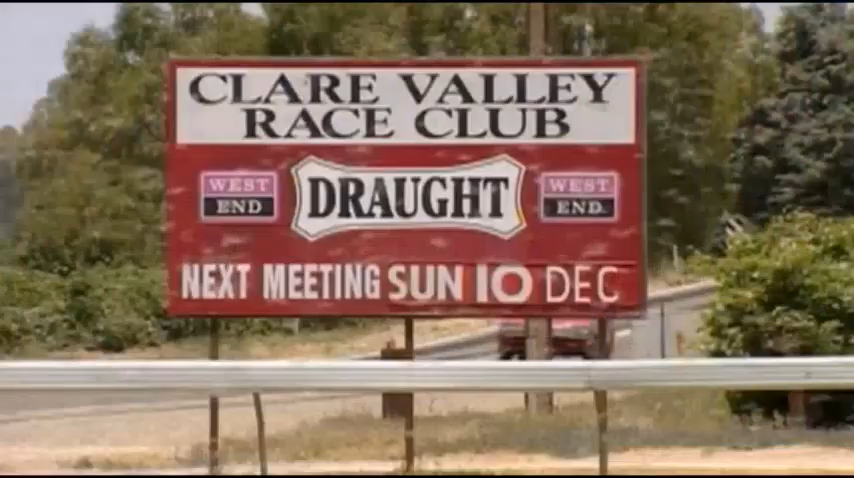 CLARE VALLEY
RACE CLUB
WEST
END
DRAUGHT
WEST
END
NEXT MEETING SUN 10 DEC